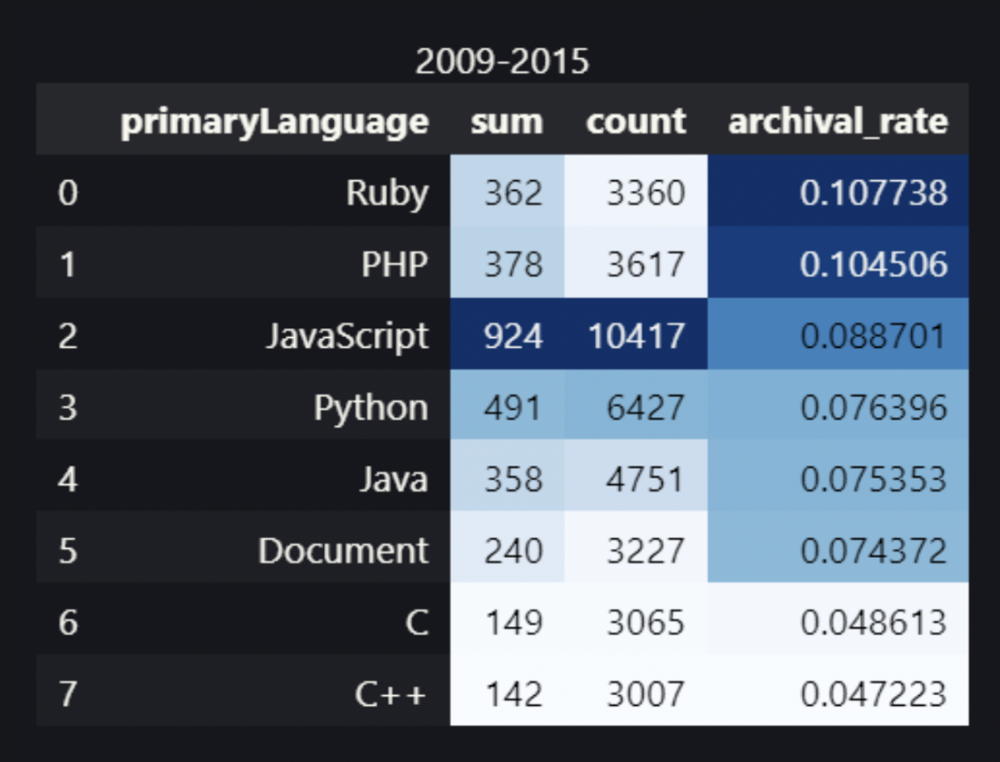 2009-2015
primaryLanguage sum count archival_rate
0 Ruby 362 3360 0.107738
1 PHP 378 3617 0.104506
2 JavaScript 924 10417 0.088701
3 Python 491 6427 0.076396
4 Java 358 4751 0.075353
5 Document 240 3227 0.074372
6 C 149 3065 0.048613
7 C++ 142 3007 0.047223